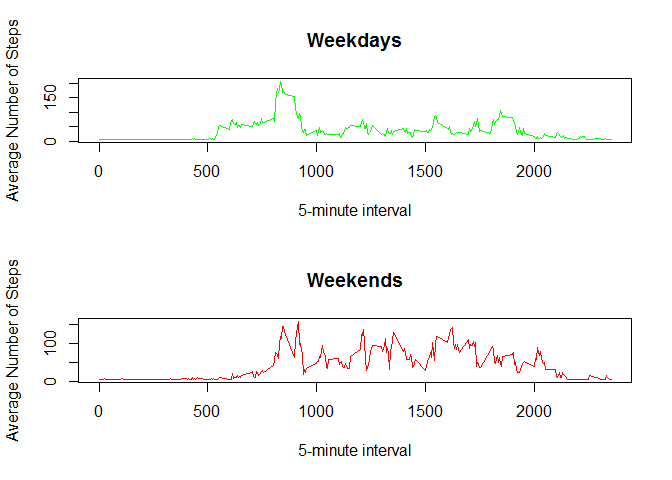 Weekdays
Average Number of Steps
150
0
0 500 1000 1500 2000
5-minute interval
Weekends
Average Number of Steps
100
0
0 500 1000 1500 2000
5-minute interval